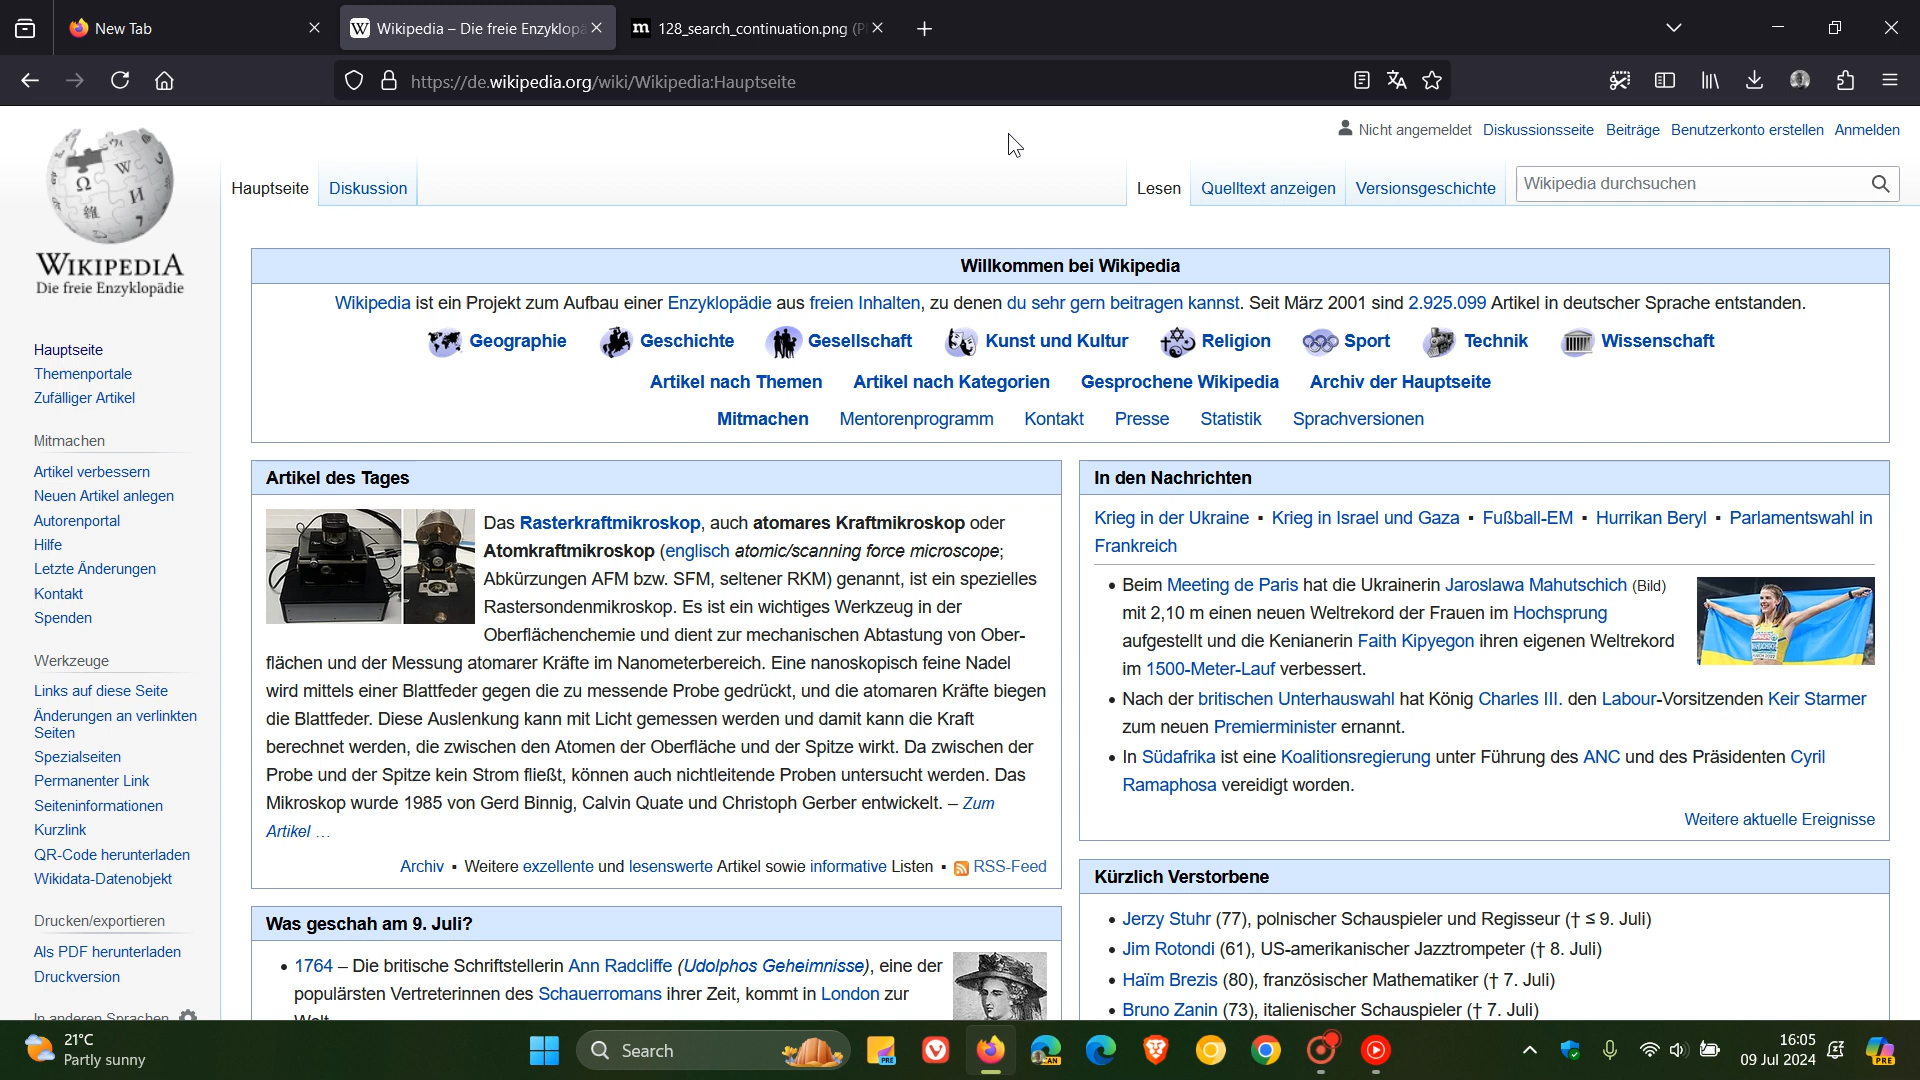 New Tab
Wikipedia – Die freie Enzyklop
128_search_continuation.png (P
https://de.wikipedia.org/wiki/Wikipedia:Hauptseite
Nicht angemeldet Diskussionsseite Beiträge Benutzerkonto erstellen Anmelden
Hauptseite Diskussion Lesen Quelltext anzeigen Versionsgeschichte Wikipedia durchsuchen
WIKIPEDIA
Die freie Enzyklopädie
Hauptseite
Themenportale
Zufälliger Artikel
Mitmachen
Artikel verbessern
Neuen Artikel anlegen
Autorenportal
Hilfe
Letzte Änderungen
Kontakt
Spenden
Werkzeuge
Links auf diese Seite
Änderungen an verlinkten
Seiten
Spezialseiten
Permanenter Link
Seiteninformationen
Kurzlink
QR-Code herunterladen
Wikidata-Datenobjekt
Drucken/exportieren
Als PDF herunterladen
Druckversion
In anderen Sprachen
Willkommen bei Wikipedia
Wikipedia ist ein Projekt zum Aufbau einer Enzyklopädie aus freien Inhalten, zu denen du sehr gern beitragen kannst. Seit März 2001 sind 2.925.099 Artikel in deutscher Sprache entstanden.
Geographie Geschichte Gesellschaft Kunst und Kultur Religion Sport Technik Wissenschaft
Artikel nach Themen Artikel nach Kategorien Gesprochene Wikipedia Archiv der Hauptseite
Mitmachen Mentorenprogramm Kontakt Presse Statistik Sprachversionen
Artikel des Tages
Das Rasterkraftmikroskop, auch atomares Kraftmikroskop oder
Atomkraftmikroskop (englisch atomic/scanning force microscope;
Abkürzungen AFM bzw. SFM, seltener RKM) genannt, ist ein spezielles
Rastersondenmikroskop. Es ist ein wichtiges Werkzeug in der
Oberflächenchemie und dient zur mechanischen Abtastung von Ober-
flächen und der Messung atomarer Kräfte im Nanometerbereich. Eine nanoskopisch feine Nadel
wird mittels einer Blattfeder gegen die zu messende Probe gedrückt, und die atomaren Kräfte biegen
die Blattfeder. Diese Auslenkung kann mit Licht gemessen werden und damit kann die Kraft
berechnet werden, die zwischen den Atomen der Oberfläche und der Spitze wirkt. Da zwischen der
Probe und der Spitze kein Strom fließt, können auch nichtleitende Proben untersucht werden. Das
Mikroskop wurde 1985 von Gerd Binnig, Calvin Quate und Christoph Gerber entwickelt. – Zum
Artikel …
Archiv ▪ Weitere exzellente und lesenswerte Artikel sowie informative Listen ▪ RSS-Feed
Was geschah am 9. Juli?
• 1764 – Die britische Schriftstellerin Ann Radcliffe (Udolphos Geheimnisse), eine der
populärsten Vertreterinnen des Schauerromans ihrer Zeit, kommt in London zur
Welt.
In den Nachrichten
Krieg in der Ukraine ▪ Krieg in Israel und Gaza ▪ Fußball-EM ▪ Hurrikan Beryl ▪ Parlamentswahl in
Frankreich
• Beim Meeting de Paris hat die Ukrainerin Jaroslawa Mahutschich (Bild)
mit 2,10 m einen neuen Weltrekord der Frauen im Hochsprung
aufgestellt und die Kenianerin Faith Kipyegon ihren eigenen Weltrekord
im 1500-Meter-Lauf verbessert.
• Nach der britischen Unterhauswahl hat König Charles III. den Labour-Vorsitzenden Keir Starmer
zum neuen Premierminister ernannt.
• In Südafrika ist eine Koalitionsregierung unter Führung des ANC und des Präsidenten Cyril
Ramaphosa vereidigt worden.
Weitere aktuelle Ereignisse
Kürzlich Verstorbene
• Jerzy Stuhr (77), polnischer Schauspieler und Regisseur († ≤ 9. Juli)
• Jim Rotondi (61), US-amerikanischer Jazztrompeter († 8. Juli)
• Haïm Brezis (80), französischer Mathematiker († 7. Juli)
• Bruno Zanin (73), italienischer Schauspieler († 7. Juli)
21°C
Partly sunny
Search
PRE
CAN
16:05
09 Jul 2024
PRE